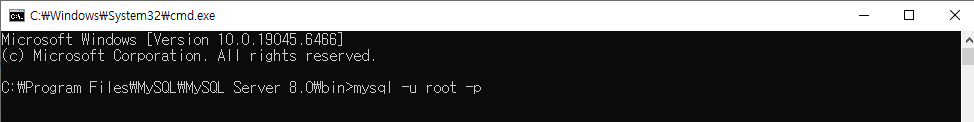 C:₩Windows₩System32₩cmd.exe
Microsoft Windows [Version 10.0.19045.6466]
(c) Microsoft Corporation. All rights reserved.
C:₩Program Files₩MySQL₩MySQL Server 8.0₩bin>mysql -u root -p